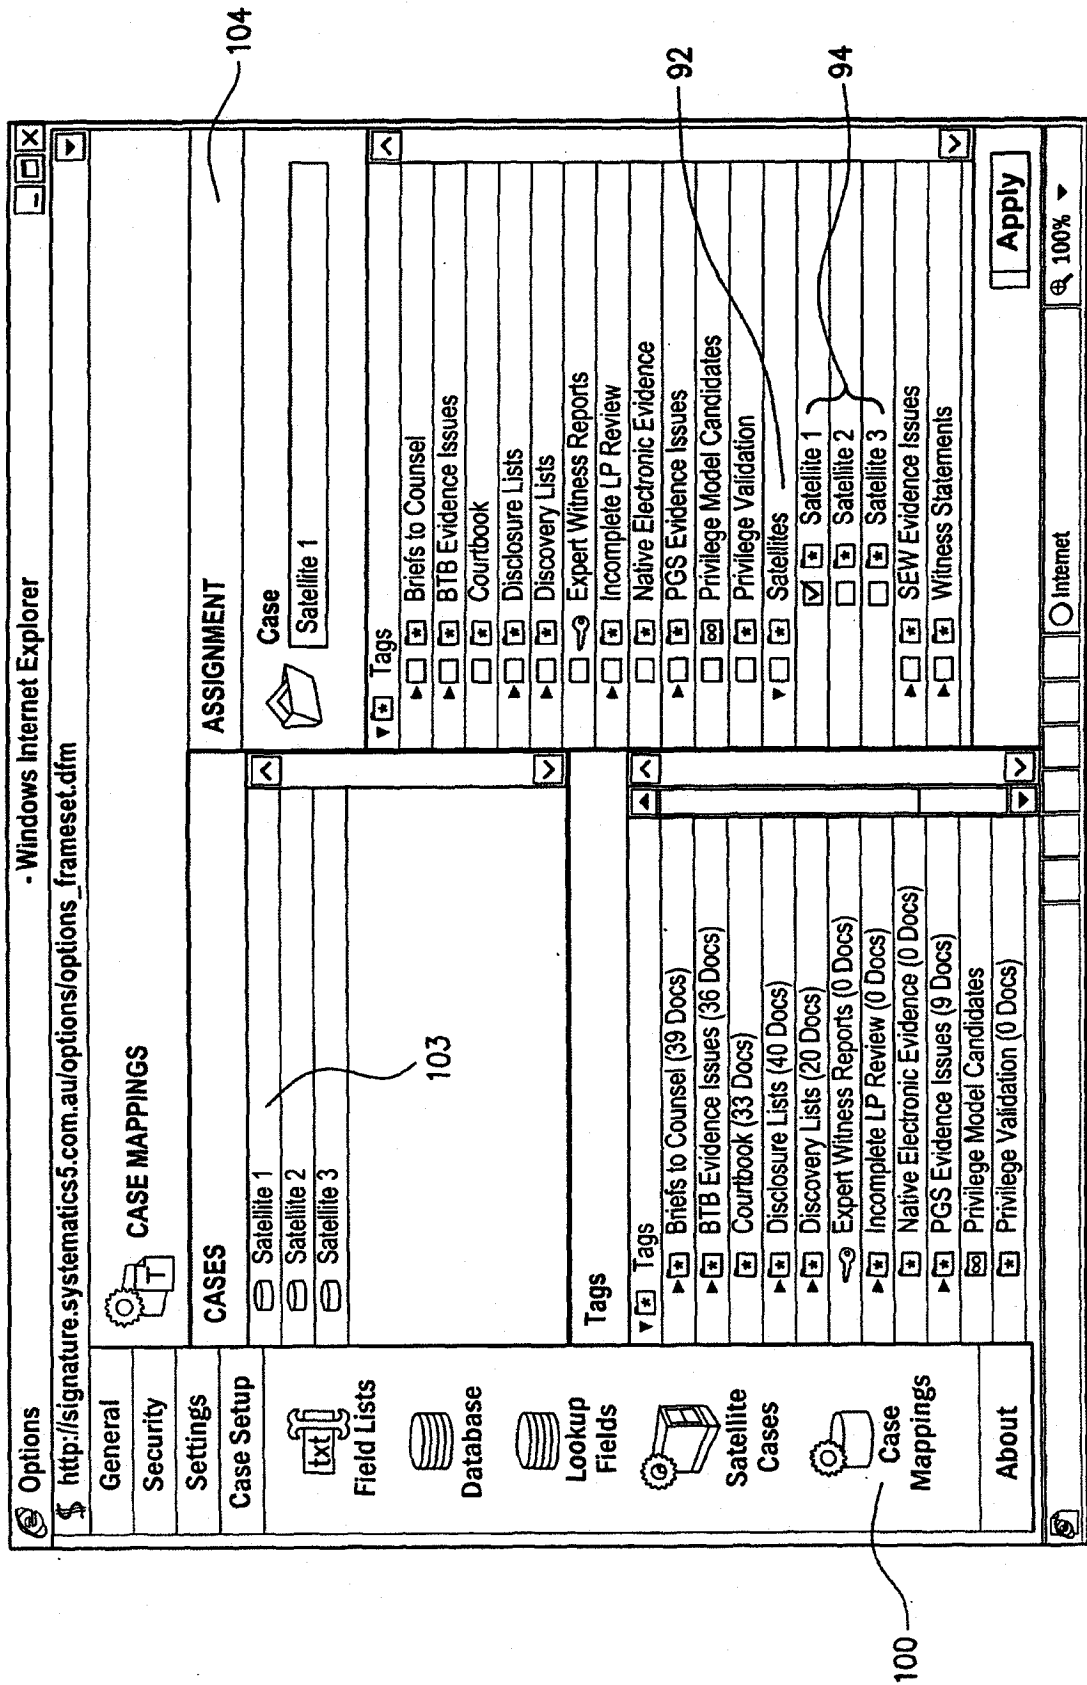 Options - Windows Internet Explorer
http://signature.systematics5.com.au/options/options_frameset.dfm
General
Security
Settings
Case Setup
txt
Field Lists
Database
Lookup
Fields
Satellite
Cases
Case
Mappings
About
100
T
CASE MAPPINGS
CASES
Satellite 1
Satellite 2
Satellite 3
103
Tags
Tags
Briefs to Counsel (39 Docs)
BTB Evidence Issues (36 Docs)
Courtbook (33 Docs)
Disclosure Lists (40 Docs)
Discovery Lists (20 Docs)
Expert Witness Reports (0 Docs)
Incomplete LP Review (0 Docs)
Native Electronic Evidence (0 Docs)
PGS Evidence Issues (9 Docs)
Privilege Model Candidates
Privilege Validation (0 Docs)
ASSIGNMENT
104
Case
Satellite 1
Tags
Briefs to Counsel
BTB Evidence Issues
Courtbook
Disclosure Lists
Discovery Lists
Expert Witness Reports
Incomplete LP Review
Native Electronic Evidence
PGS Evidence Issues
Privilege Model Candidates
Privilege Validation
Satellites
92
Satellite 1
Satellite 2
Satellite 3
94
SEW Evidence Issues
Witness Statements
Apply
Internet
100%